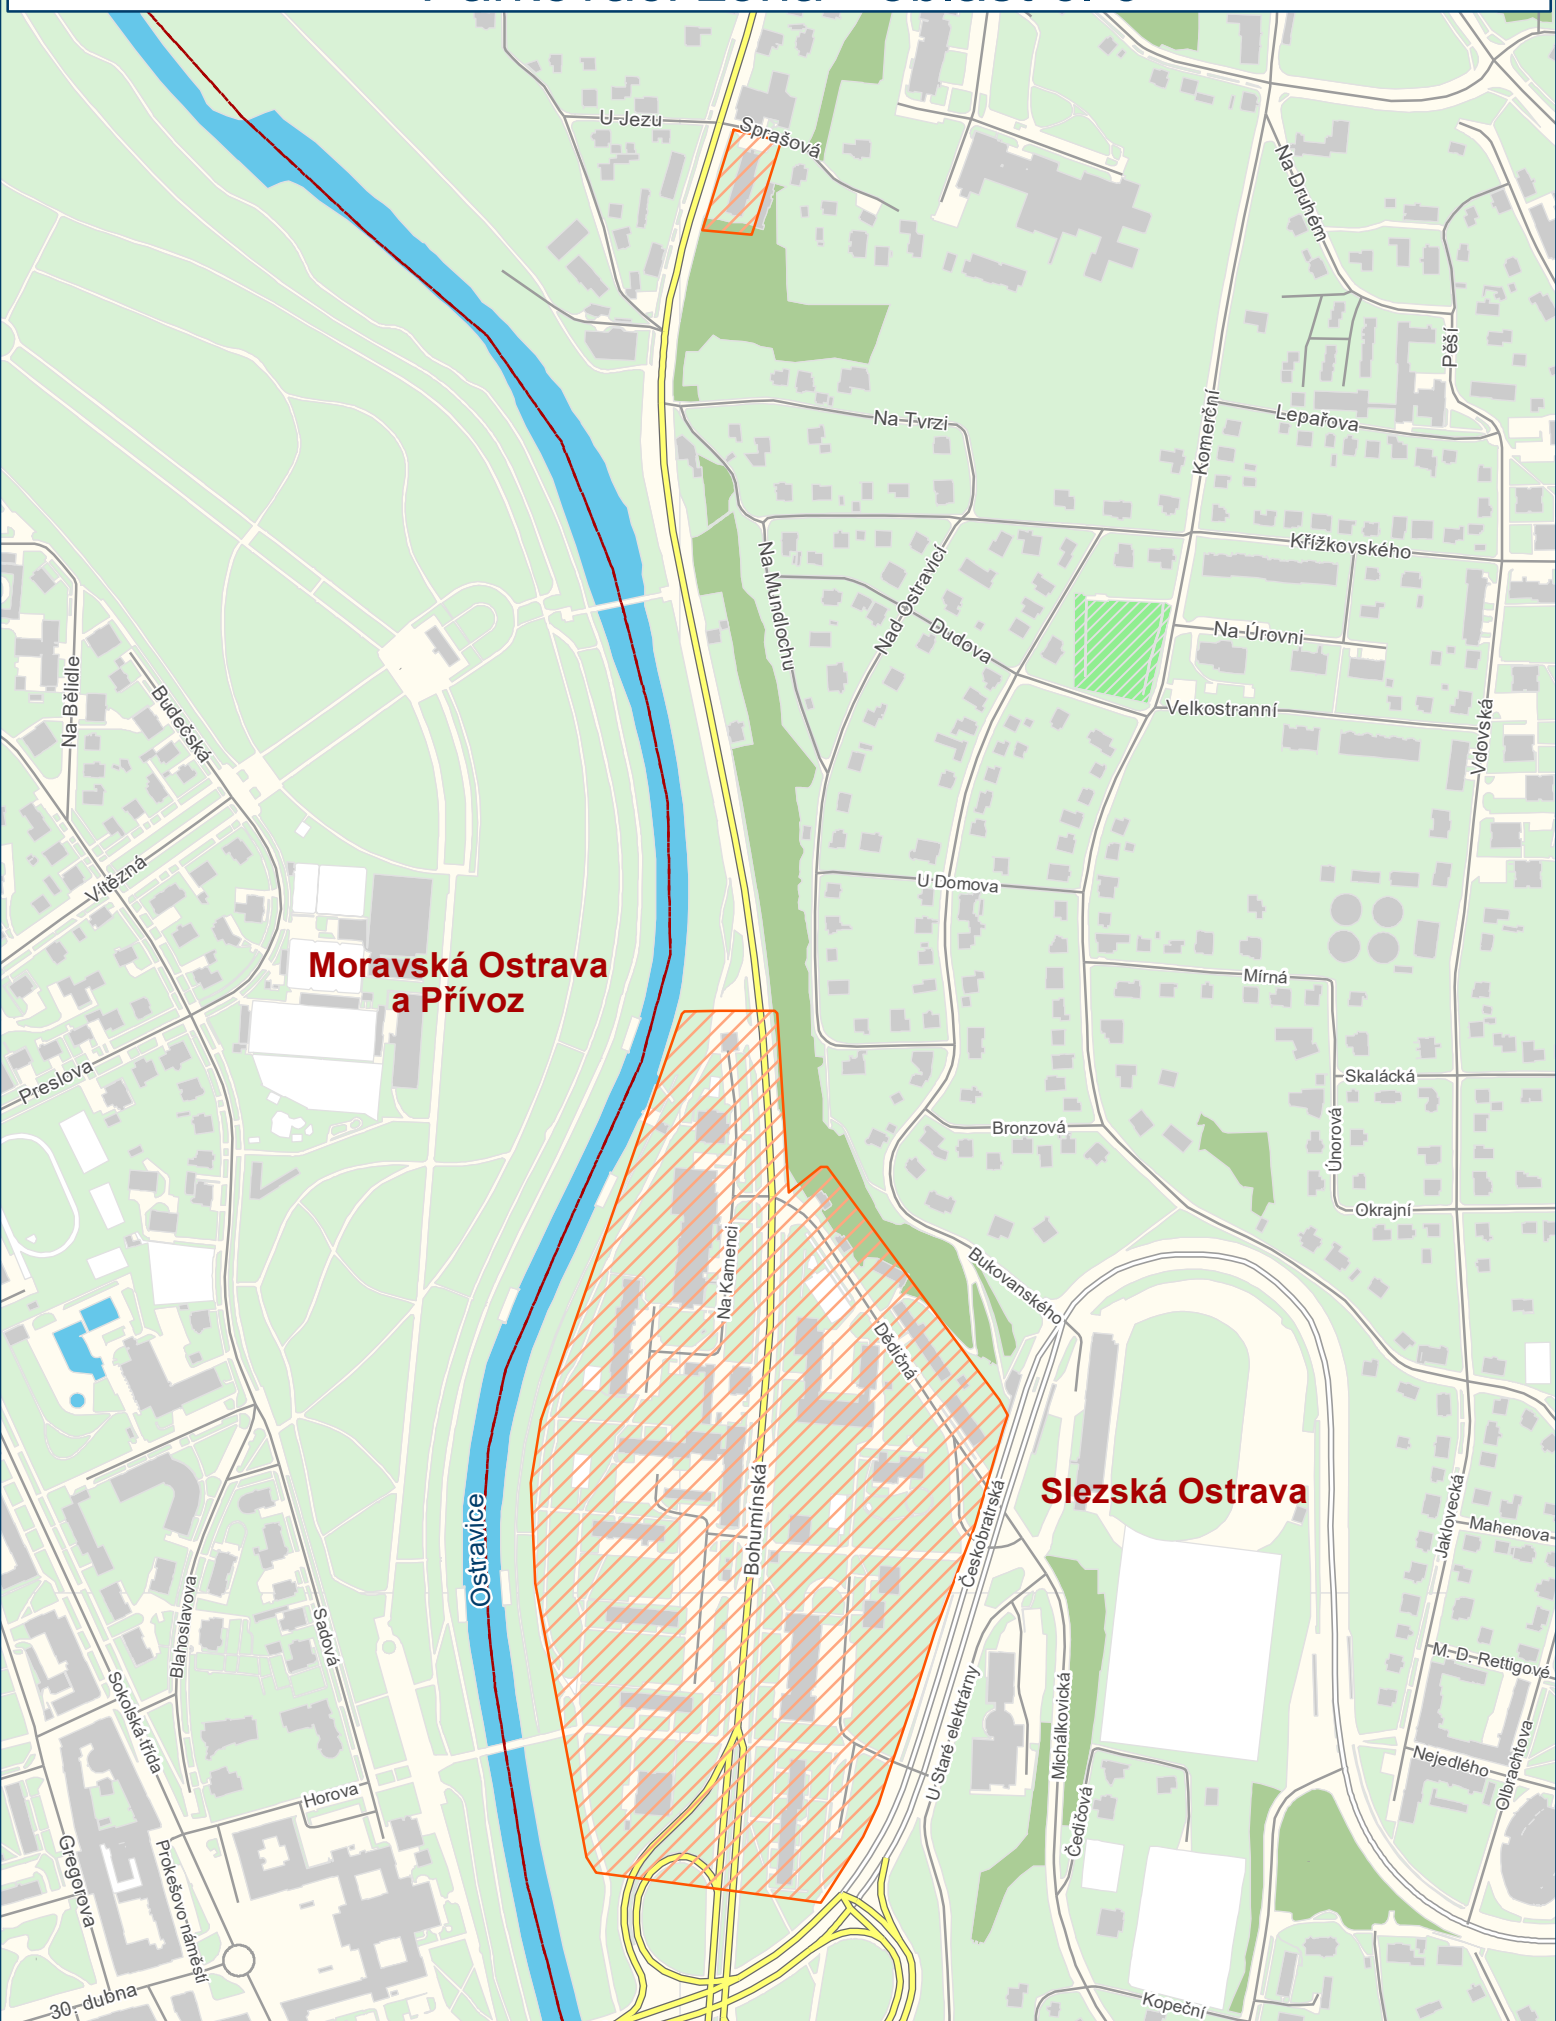 U Jezu
Sprašová
Na Druhém
Pěší
Komerční
Lepařova
Na Tvrzi
Křížkovského
Na Mundlochu
Nad Ostravicí
Dudova
Na Úrovni
Velkostranní
Vdovská
Na Bělidle
Budečská
Vítězná
U Domova
Moravská Ostrava
a Přívoz
Mírná
Preslova
Skalácká
Bronzová
Únorová
Okrajní
Na Kamenci
Bukovanského
Dědičná
Slezská Ostrava
Bohumínská
Českobratrská
Ostravice
Jaklovecká
Mahenova
Blahoslavova
Sadová
Sokolská třída
M. D. Rettigové
Michálkovická
U Staré elektrárny
Nejedlého
Olbrachtova
Horova
Čedičová
Gregorova
Prokešovo náměstí
30. dubna
Kopeční